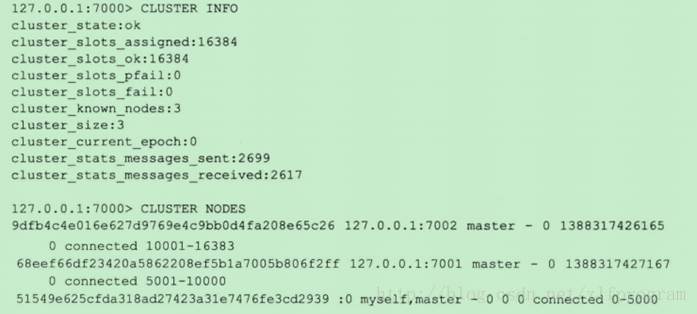 127.0.0.1:7000> CLUSTER INFO
cluster_state:ok
cluster_slots_assigned:16384
cluster_slots_ok:16384
cluster_slots_pfail:0
cluster_slots_fail:0
cluster_known_nodes:3
cluster_size:3
cluster_current_epoch:0
cluster_stats_messages_sent:2699
cluster_stats_messages_received:2617
127.0.0.1:7000> CLUSTER NODES
9dfb4c4e016e627d9769e4c9bb0d4fa208e65c26 127.0.0.1:7002 master - 0 1388317426165
0 connected 10001-16383
68eef66df23420a5862208ef5b1a7005b806f2ff 127.0.0.1:7001 master - 0 1388317427167
0 connected 5001-10000
51549e625cfda318ad27423a31e7476fe3cd2939 :0 myself,master - 0 0 0 connected 0-5000
http://blog.csdn.net/zlfprogram